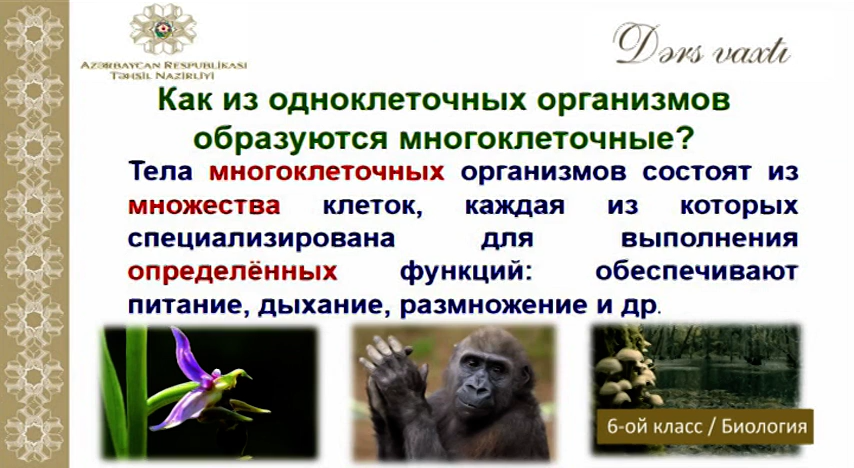 AZƏRBAYCAN RESPUBLİKASI
TƏHSİL NAZİRLİYİ
Dərs vaxtı
Как из одноклеточных организмов
образуются многоклеточные?
Тела многоклеточных организмов состоят из
множества клеток, каждая из которых
специализирована для выполнения
определённых функций: обеспечивают
питание, дыхание, размножение и др.
6-ой класс / Биология